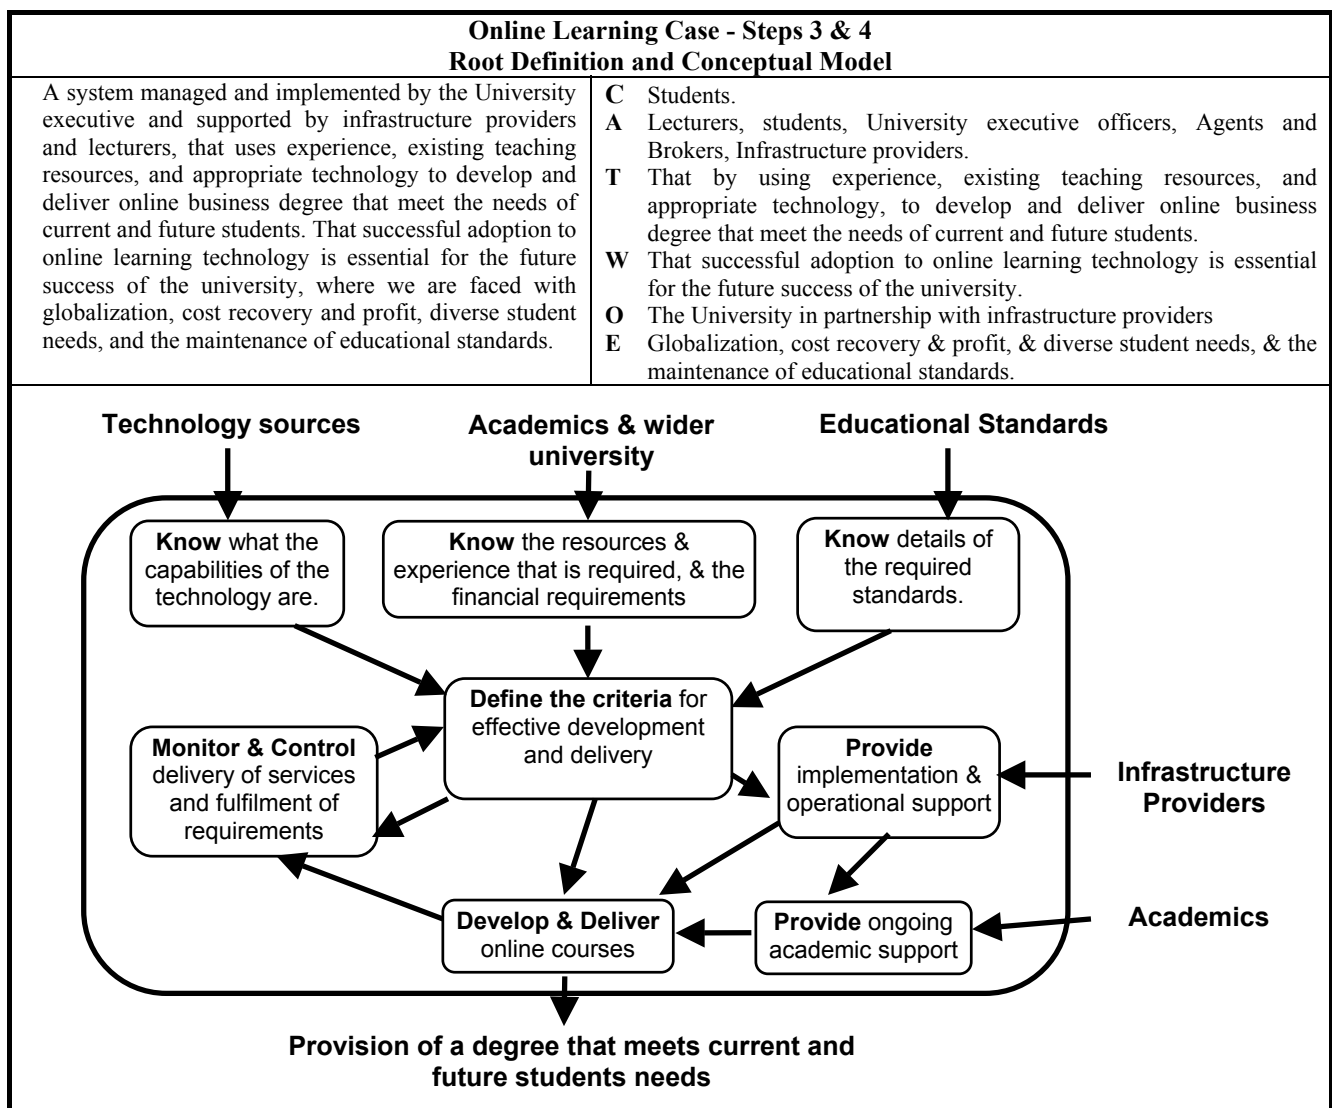 Online Learning Case - Steps 3 & 4
Root Definition and Conceptual Model
A system managed and implemented by the University
executive and supported by infrastructure providers
and lecturers, that uses experience, existing teaching
resources, and appropriate technology to develop and
deliver online business degree that meet the needs of
current and future students. That successful adoption to
online learning technology is essential for the future
success of the university, where we are faced with
globalization, cost recovery and profit, diverse student
needs, and the maintenance of educational standards.
C Students.
A Lecturers, students, University executive officers, Agents and
Brokers, Infrastructure providers.
T That by using experience, existing teaching resources, and
appropriate technology, to develop and deliver online business
degree that meet the needs of current and future students.
W That successful adoption to online learning technology is essential
for the future success of the university.
O The University in partnership with infrastructure providers
E Globalization, cost recovery & profit, & diverse student needs, & the
maintenance of educational standards.
Technology sources
Academics & wider
university
Educational Standards
Know what the
capabilities of the
technology are.
Know the resources &
experience that is required, & the
financial requirements
Know details of
the required
standards.
Define the criteria for
effective development
and delivery
Monitor & Control
delivery of services
and fulfilment of
requirements
Provide
implementation &
operational support
Infrastructure
Providers
Develop & Deliver
online courses
Provide ongoing
academic support
Academics
Provision of a degree that meets current and
future students needs